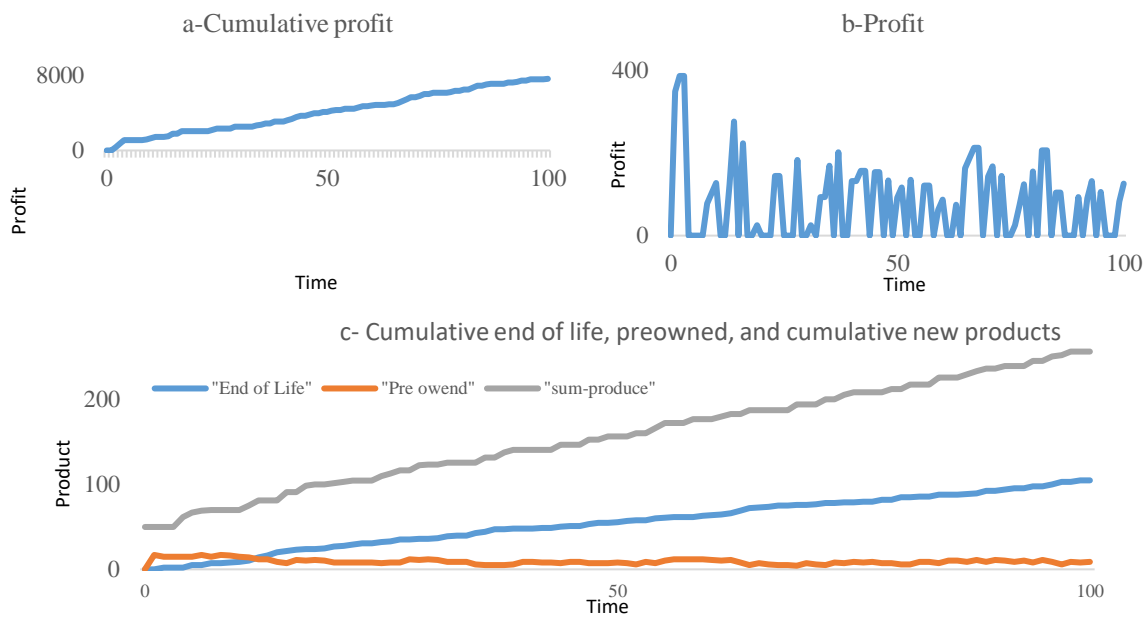 a-Cumulative profit
8000
0
0 50 100
Profit
Time
b-Profit
400
0
0 50 100
Profit
Time
c- Cumulative end of life, preowned, and cumulative new products
"End of Life" "Pre owend" "sum-produce"
200
100
0
0 50 100
Product
Time